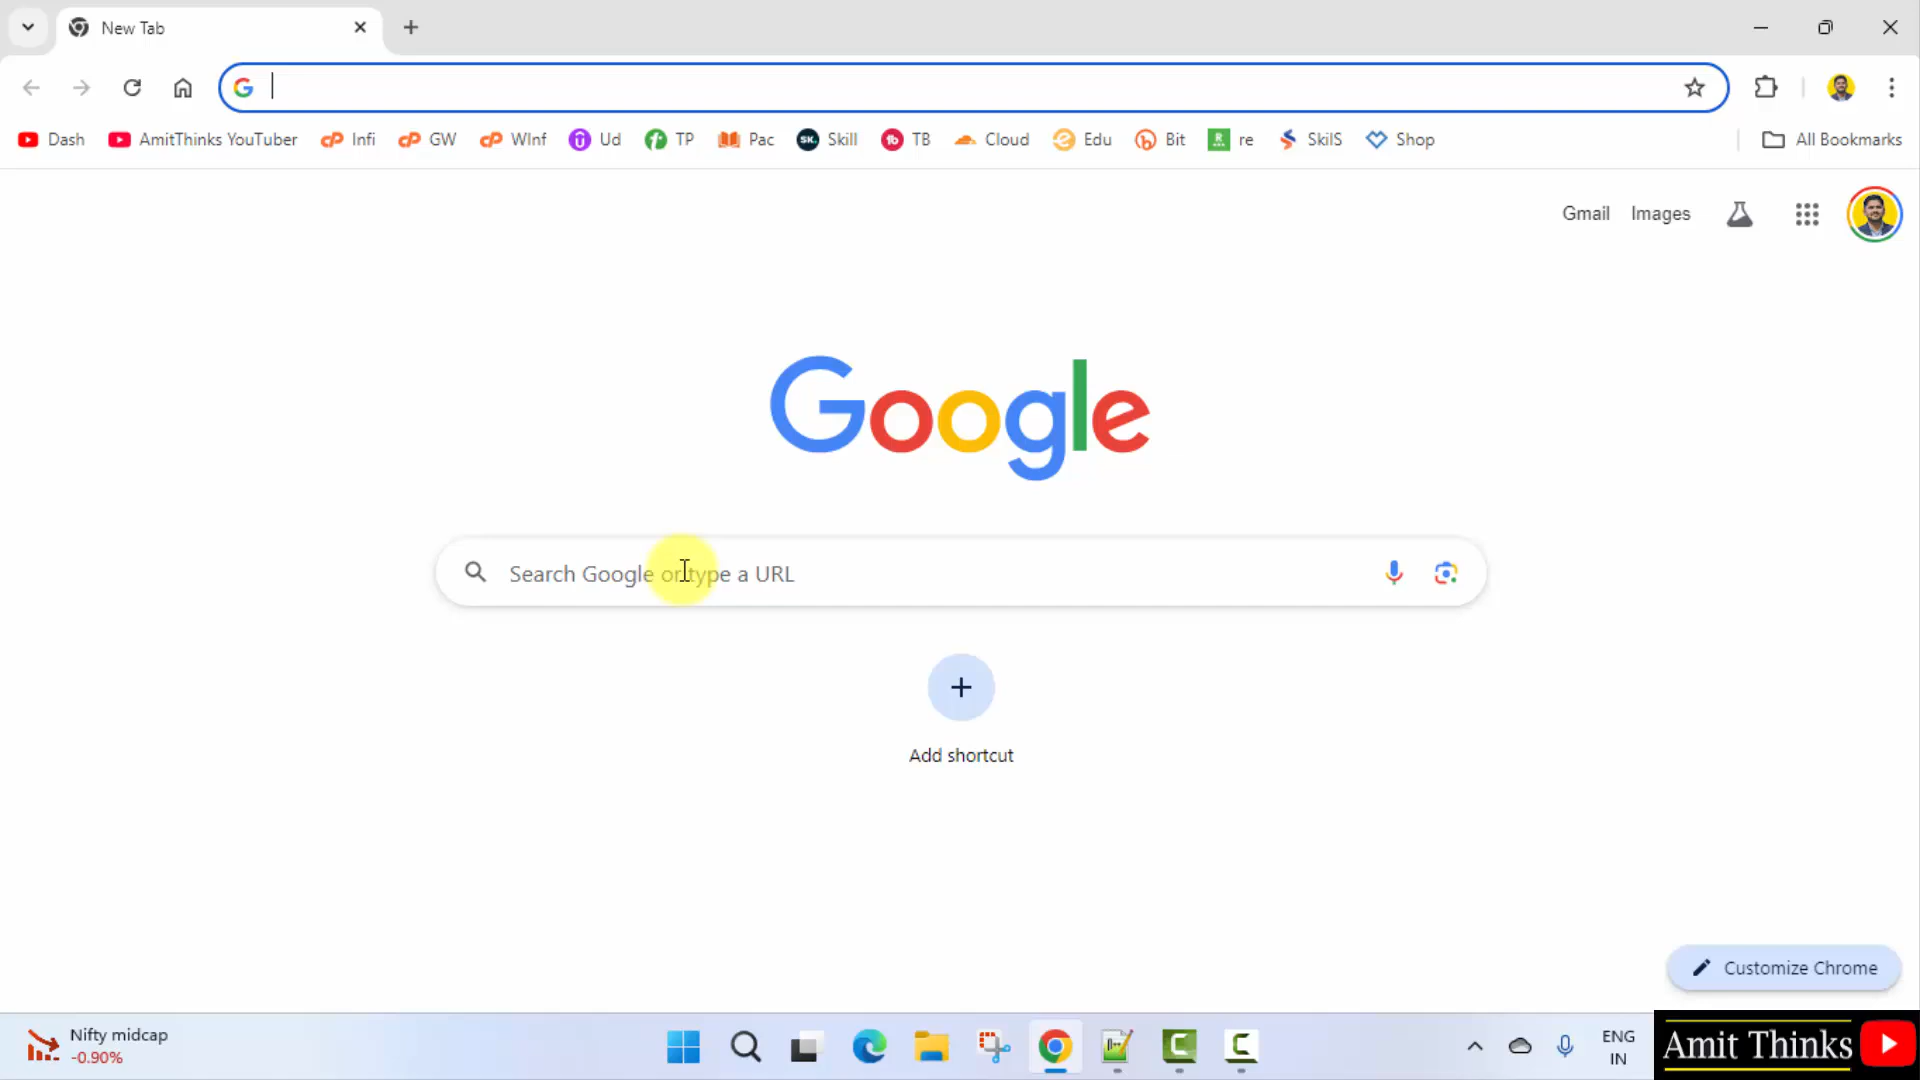 New Tab
Dash
AmitThinks YouTuber
Infi
GW
WInf
Ud
TP
Pac
Skill
TB
Cloud
Edu
Bit
re
SkilS
Shop
All Bookmarks
Gmail
Images
Google
Search Google or type a URL
Add shortcut
Customize Chrome
Nifty midcap
-0.90%
ENG
IN
Amit Thinks